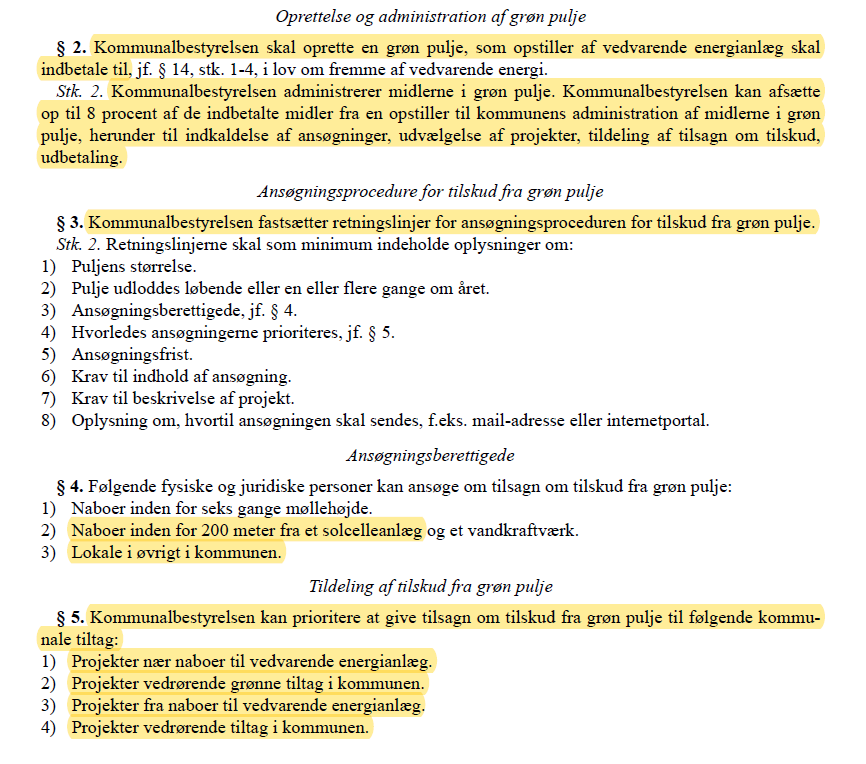 Oprettelse og administration af grøn pulje
§ 2. Kommunalbestyrelsen skal oprette en grøn pulje, som opstiller af vedvarende energianlæg skal
indbetale til, jf. § 14, stk. 1-4, i lov om fremme af vedvarende energi.
Stk. 2. Kommunalbestyrelsen administrerer midlerne i grøn pulje. Kommunalbestyrelsen kan afsætte
op til 8 procent af de indbetalte midler fra en opstiller til kommunens administration af midlerne i grøn
pulje, herunder til indkaldelse af ansøgninger, udvælgelse af projekter, tildeling af tilsagn om tilskud,
udbetaling.
Ansøgningsprocedure for tilskud fra grøn pulje
§ 3. Kommunalbestyrelsen fastsætter retningslinjer for ansøgningsproceduren for tilskud fra grøn pulje.
Stk. 2. Retningslinjerne skal som minimum indeholde oplysninger om:
1) Puljens størrelse.
2) Pulje udloddes løbende eller en eller flere gange om året.
3) Ansøgningsberettigede, jf. § 4.
4) Hvorledes ansøgningerne prioriteres, jf. § 5.
5) Ansøgningsfrist.
6) Krav til indhold af ansøgning.
7) Krav til beskrivelse af projekt.
8) Oplysning om, hvortil ansøgningen skal sendes, f.eks. mail-adresse eller internetportal.
Ansøgningsberettigede
§ 4. Følgende fysiske og juridiske personer kan ansøge om tilsagn om tilskud fra grøn pulje:
1) Naboer inden for seks gange møllehøjde.
2) Naboer inden for 200 meter fra et solcelleanlæg og et vandkraftværk.
3) Lokale i øvrigt i kommunen.
Tildeling af tilskud fra grøn pulje
§ 5. Kommunalbestyrelsen kan prioritere at give tilsagn om tilskud fra grøn pulje til følgende kommu-
nale tiltag:
1) Projekter nær naboer til vedvarende energianlæg.
2) Projekter vedrørende grønne tiltag i kommunen.
3) Projekter fra naboer til vedvarende energianlæg.
4) Projekter vedrørende tiltag i kommunen.